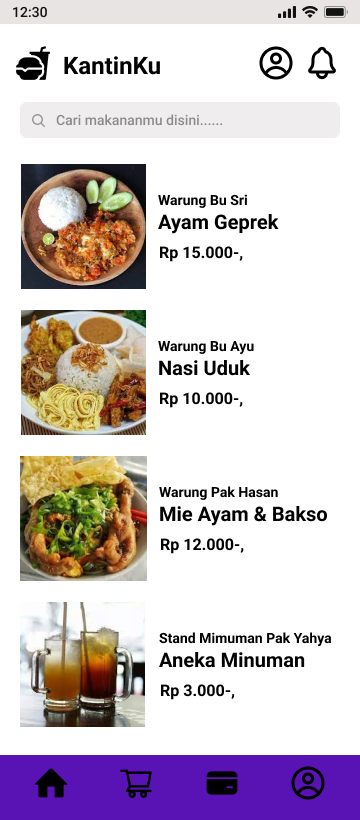 12:30
KantinKu
Cari makananmu disini......
Warung Bu Sri
Ayam Geprek
Rp 15.000-,
Warung Bu Ayu
Nasi Uduk
Rp 10.000-,
Warung Pak Hasan
Mie Ayam & Bakso
Rp 12.000-,
Stand Mimuman Pak Yahya
Aneka Minuman
Rp 3.000-,